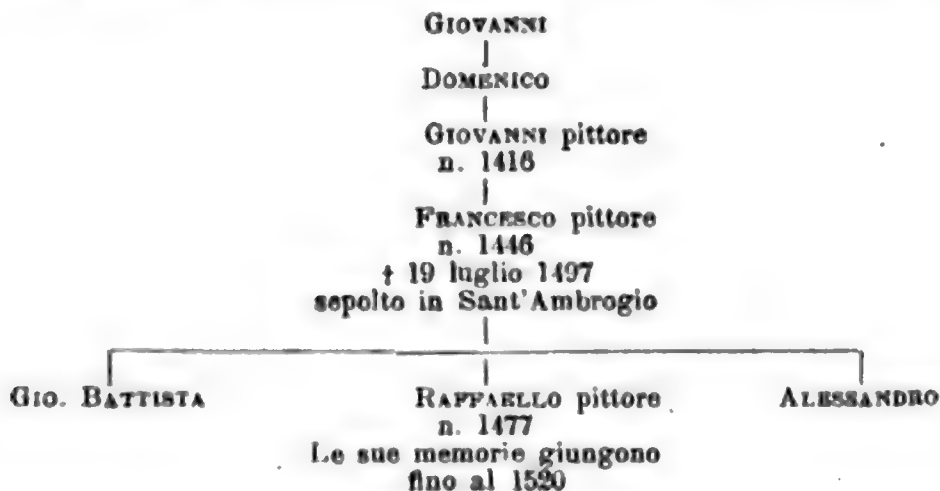 GIOVANNI
DOMENICO
GIOVANNI pittore
n. 1416
FRANCESCO pittore
n. 1446
† 19 luglio 1497
sepolto in Sant'Ambrogio
GIO. BATTISTA RAFFAELLO pittore ALESSANDRO
n. 1477
Le sue memorie giungono
fino al 1520